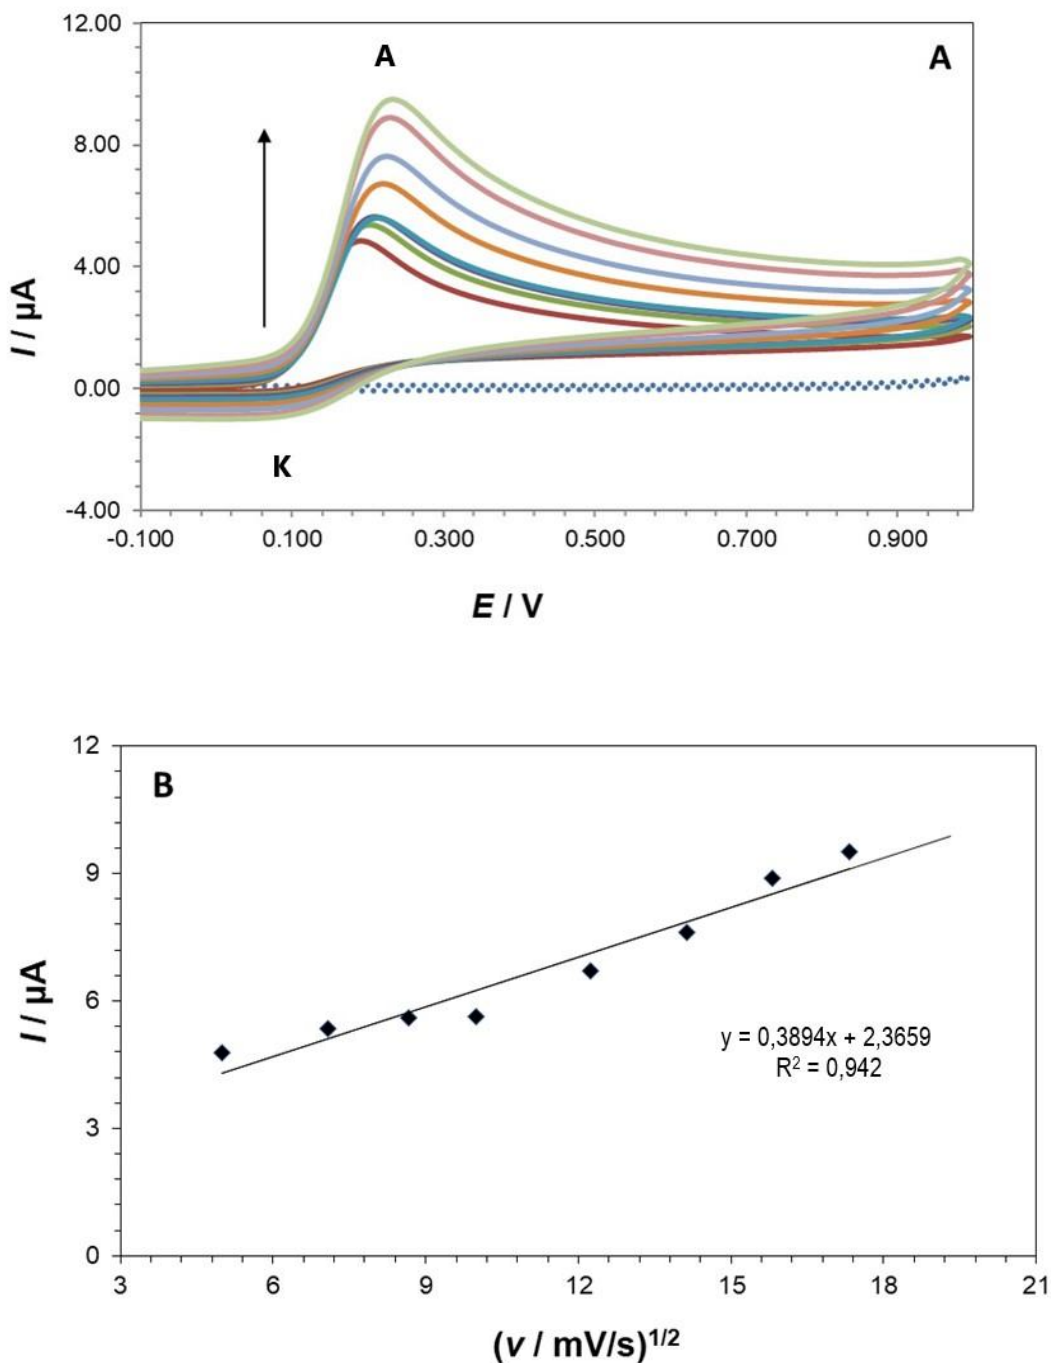 12.00
A
A
8.00
4.00
I / µA
0.00
K
-4.00
-0.100 0.100 0.300 0.500 0.700 0.900
E / V
12
B
9
I / µA
6
y = 0,3894x + 2,3659
R² = 0,942
3
0
3 6 9 12 15 18 21
(v / mV/s)¹/²